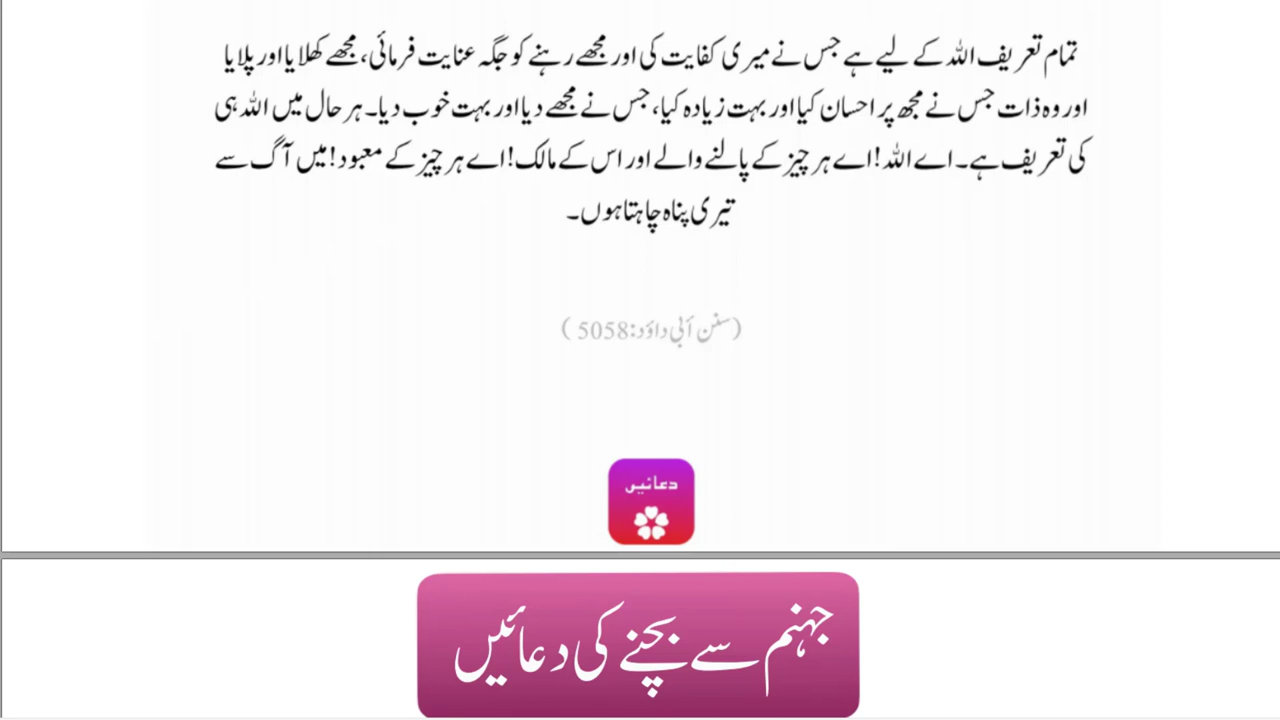 تمام تعریف اللہ کے لیے ہے جس نے میری کفایت کی اور مجھے رہنے کو جگہ عنایت فرمائی، مجھے کھلایا اور پلایا
اور وہ ذات جس نے مجھ پر احسان کیا اور بہت زیادہ کیا، جس نے مجھے دیا اور بہت خوب دیا۔ ہر حال میں اللہ ہی
کی تعریف ہے۔ اے اللہ! اے ہر چیز کے پالنے والے اور اس کے مالک! اے ہر چیز کے معبود! میں آگ سے
تیری پناہ چاہتا ہوں۔
(سنن أبی داؤد: 5058)
دعائیں
جہنم سے بچنے کی دعائیں